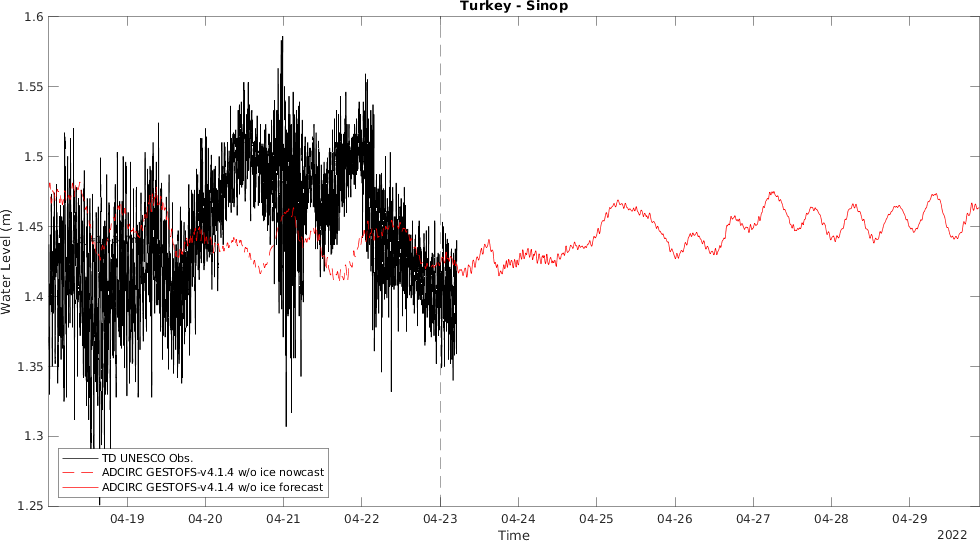 Turkey - Sinop
1.6
1.55
1.5
1.45
1.4
1.35
1.3
1.25
Water Level (m)
TD UNESCO Obs.
ADCIRC GESTOFS-v4.1.4 w/o ice nowcast
ADCIRC GESTOFS-v4.1.4 w/o ice forecast
04-19 04-20 04-21 04-22 04-23 04-24 04-25 04-26 04-27 04-28 04-29
Time
2022